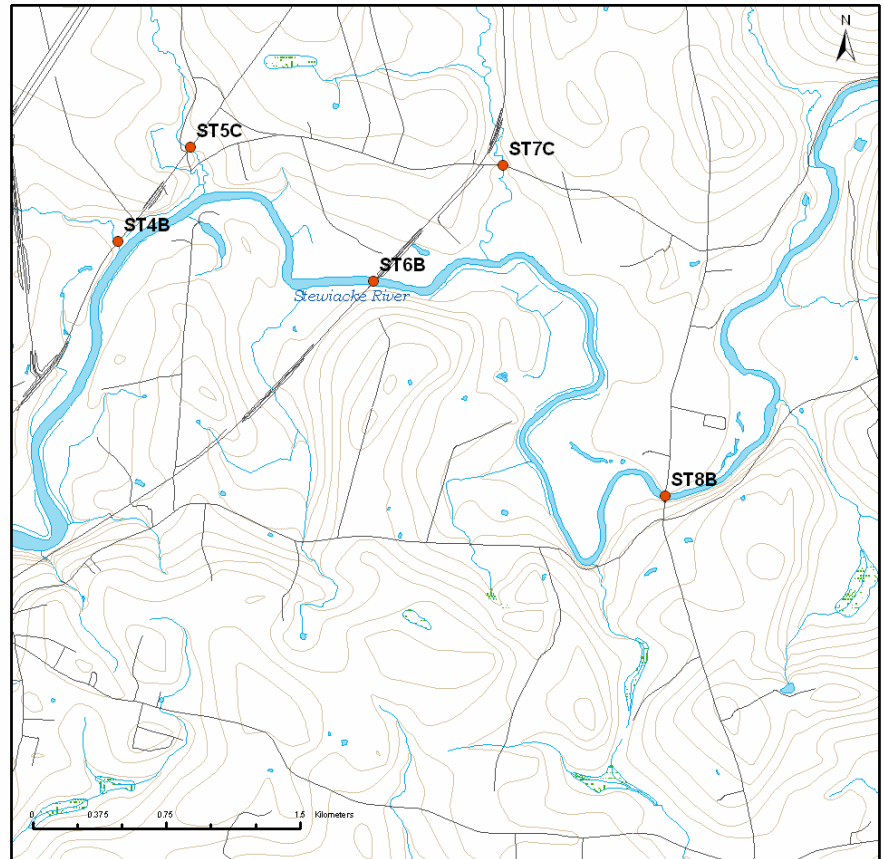 N
ST5C
ST7C
ST4B
ST6B
Stewiacke River
ST8B
0 0.375 0.75 1.5 Kilometers